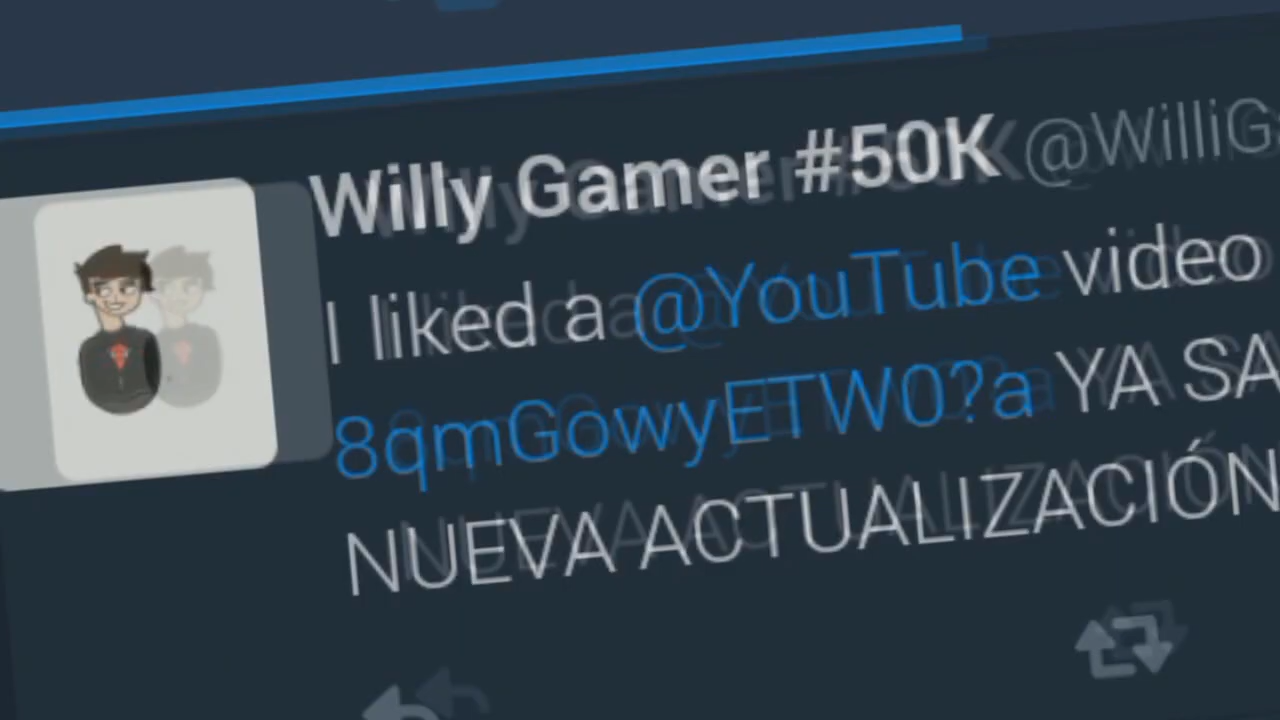 Willy Gamer #50K @WilliG
I liked a @YouTube video
8qmGowyETW0?a YA SA
NUEVA ACTUALIZACIÓN